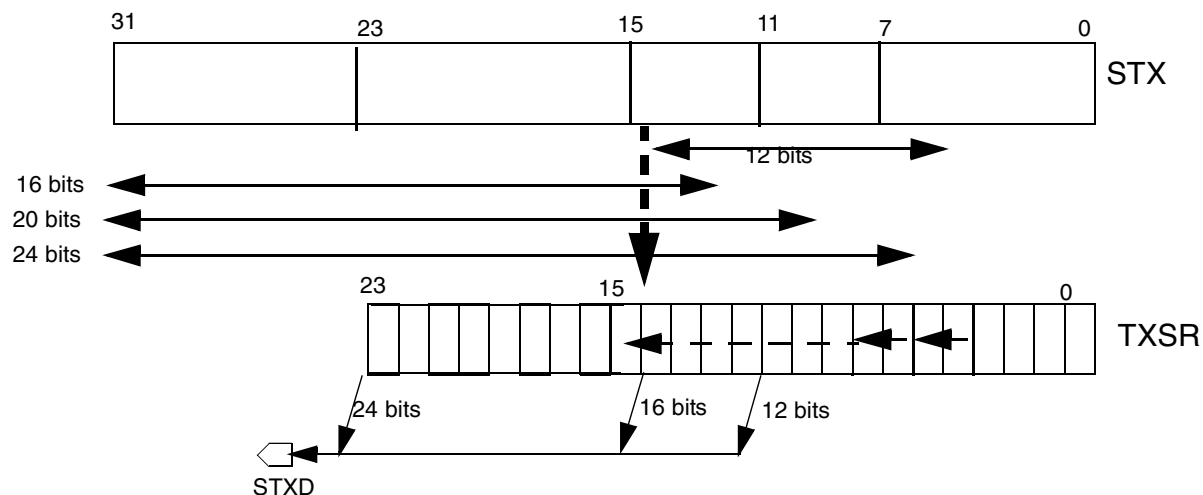 31 23 15 11 7 0
STX
12 bits
16 bits
20 bits
24 bits
23 15 0
TXSR
24 bits 16 bits 12 bits
STXD